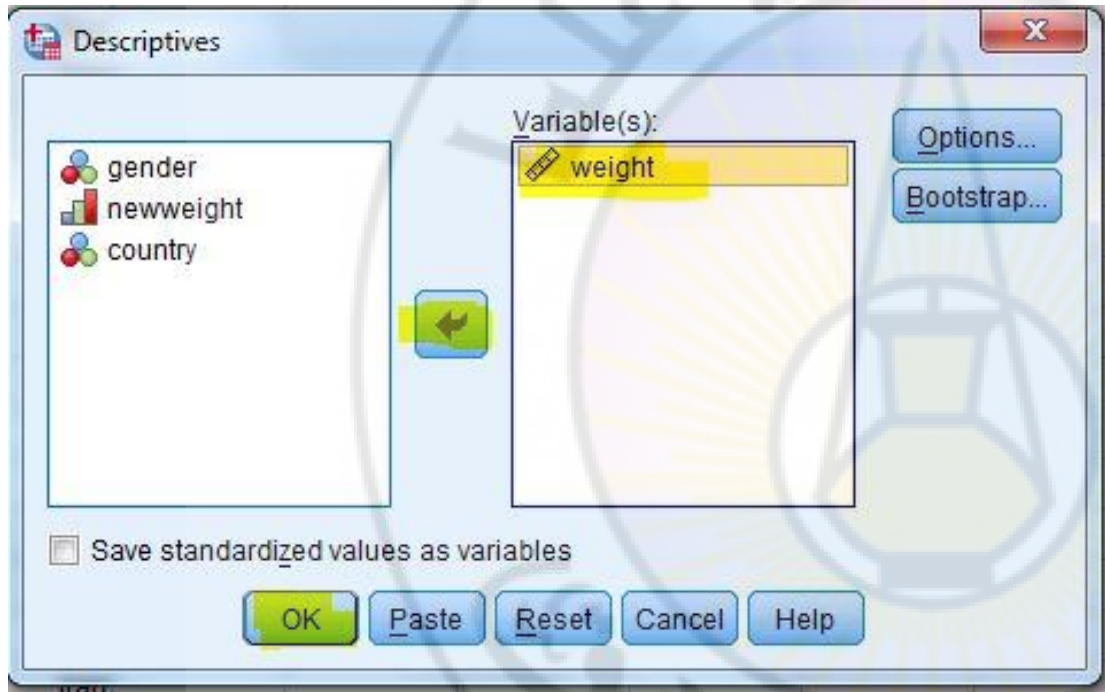 Descriptives
Variable(s):
gender
newweight
country
weight
Options...
Bootstrap...
Save standardized values as variables
OK Paste Reset Cancel Help